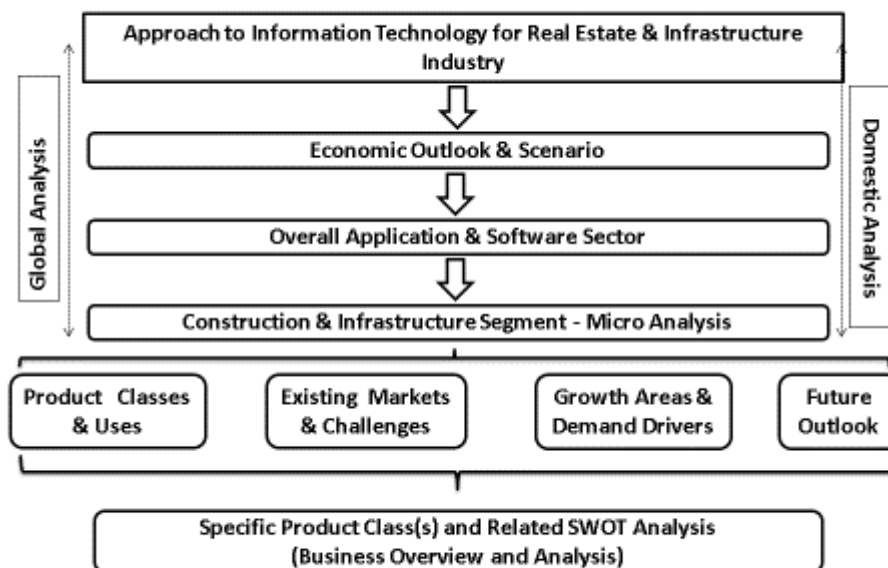 Approach to Information Technology for Real Estate & Infrastructure
Industry
Global Analysis
Domestic Analysis
Economic Outlook & Scenario
Overall Application & Software Sector
Construction & Infrastructure Segment - Micro Analysis
Product Classes
& Uses
Existing Markets
& Challenges
Growth Areas &
Demand Drivers
Future
Outlook
Specific Product Class(s) and Related SWOT Analysis
(Business Overview and Analysis)